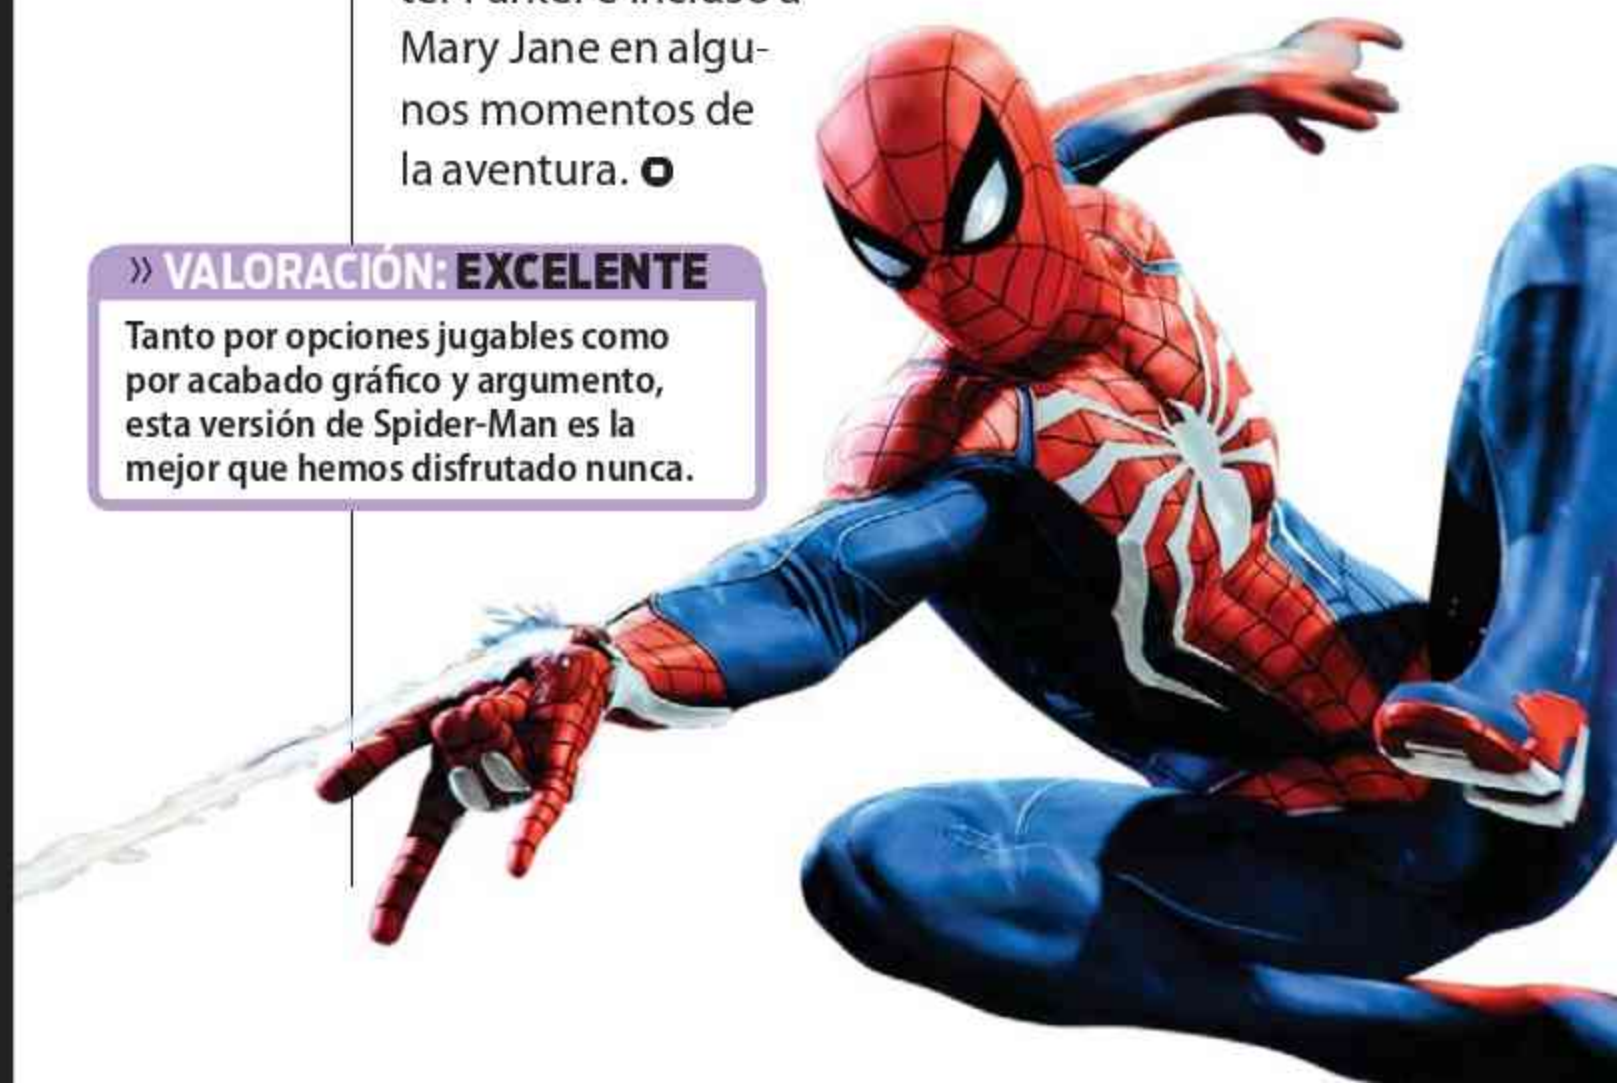 Mary Jane en algu-
nos momentos de
la aventura.
» VALORACIÓN: EXCELENTE
Tanto por opciones jugables como
por acabado gráfico y argumento,
esta versión de Spider-Man es la
mejor que hemos disfrutado nunca.